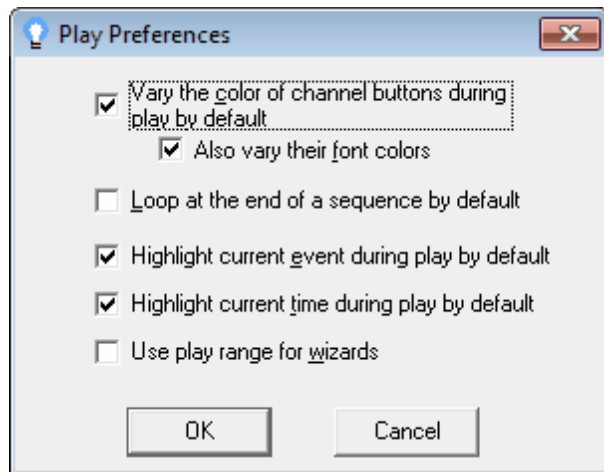 Play Preferences
Vary the color of channel buttons during
play by default
Also vary their font colors
Loop at the end of a sequence by default
Highlight current event during play by default
Highlight current time during play by default
Use play range for wizards
OK
Cancel